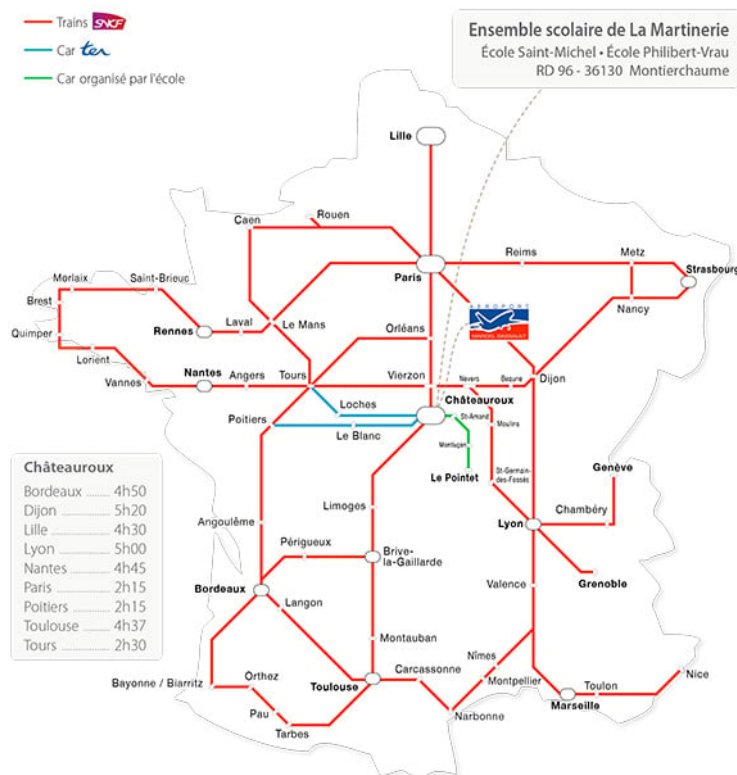 Trains SNCF
Car ter
Car organisé par l'école
Ensemble scolaire de La Martinerie
École Saint-Michel • École Philibert-Vrau
RD 96 - 36130 Montierchaume
Lille
Rouen
Caen
Reims
Metz
Strasbourg
Paris
Morlaix
Saint-Brieuc
Brest
AEROPORT
MARCEL DASSAULT
Nancy
Rennes
Laval
Le Mans
Quimper
Orléans
Lorient
Vannes
Nantes
Angers
Tours
Vierzon
Nevers
Beaune
Dijon
Châteauroux
Loches
St-Amand
Poitiers
Le Blanc
Moulins
Montluçon
Le Pointet
St-Germain
des-Fossés
Genève
Châteauroux
Bordeaux ...... 4h50
Dijon ............. 5h20
Lille ................ 4h30
Lyon .............. 5h00
Nantes .......... 4h45
Paris .............. 2h15
Poitiers .......... 2h15
Toulouse ...... 4h37
Tours ............. 2h30
Limoges
Angoulême
Lyon
Chambéry
Périgueux
Brive-
la-Gaillarde
Grenoble
Bordeaux
Valence
Langon
Montauban
Nîmes
Carcassonne
Montpellier
Bayonne / Biarritz
Orthez
Toulouse
Toulon
Nice
Marseille
Pau
Narbonne
Tarbes